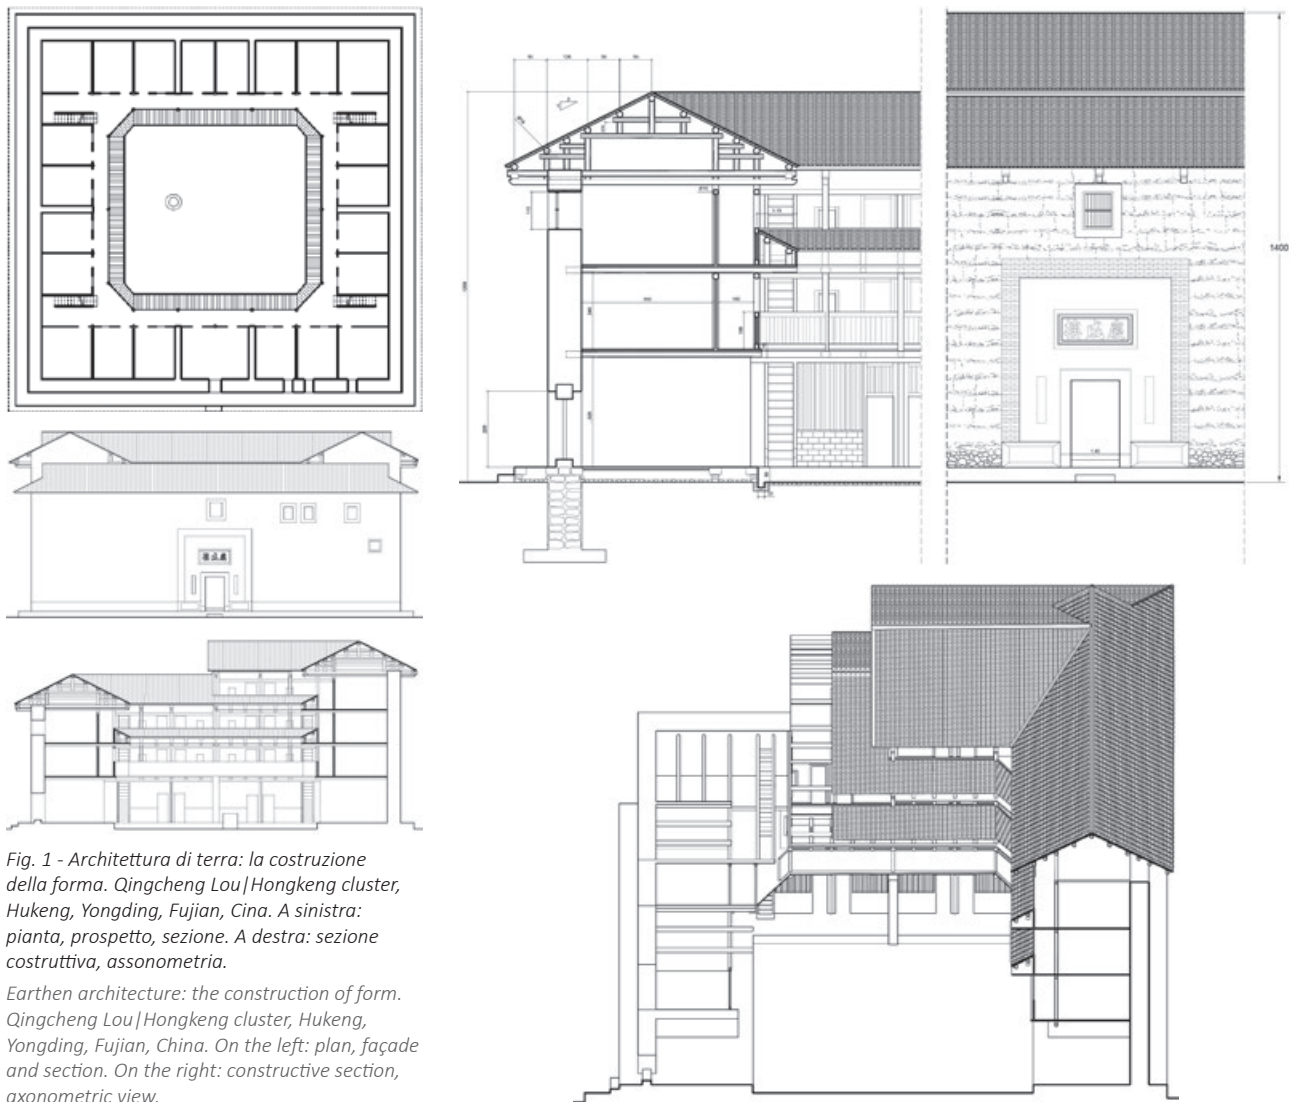 1400
Fig. 1 - Architettura di terra: la costruzione
della forma. Qingcheng Lou|Hongkeng cluster,
Hukeng, Yongding, Fujian, Cina. A sinistra:
pianta, prospetto, sezione. A destra: sezione
costruttiva, assonometria.
Earthen architecture: the construction of form.
Qingcheng Lou|Hongkeng cluster, Hukeng,
Yongding, Fujian, China. On the left: plan, façade
and section. On the right: constructive section,
axonometric view.